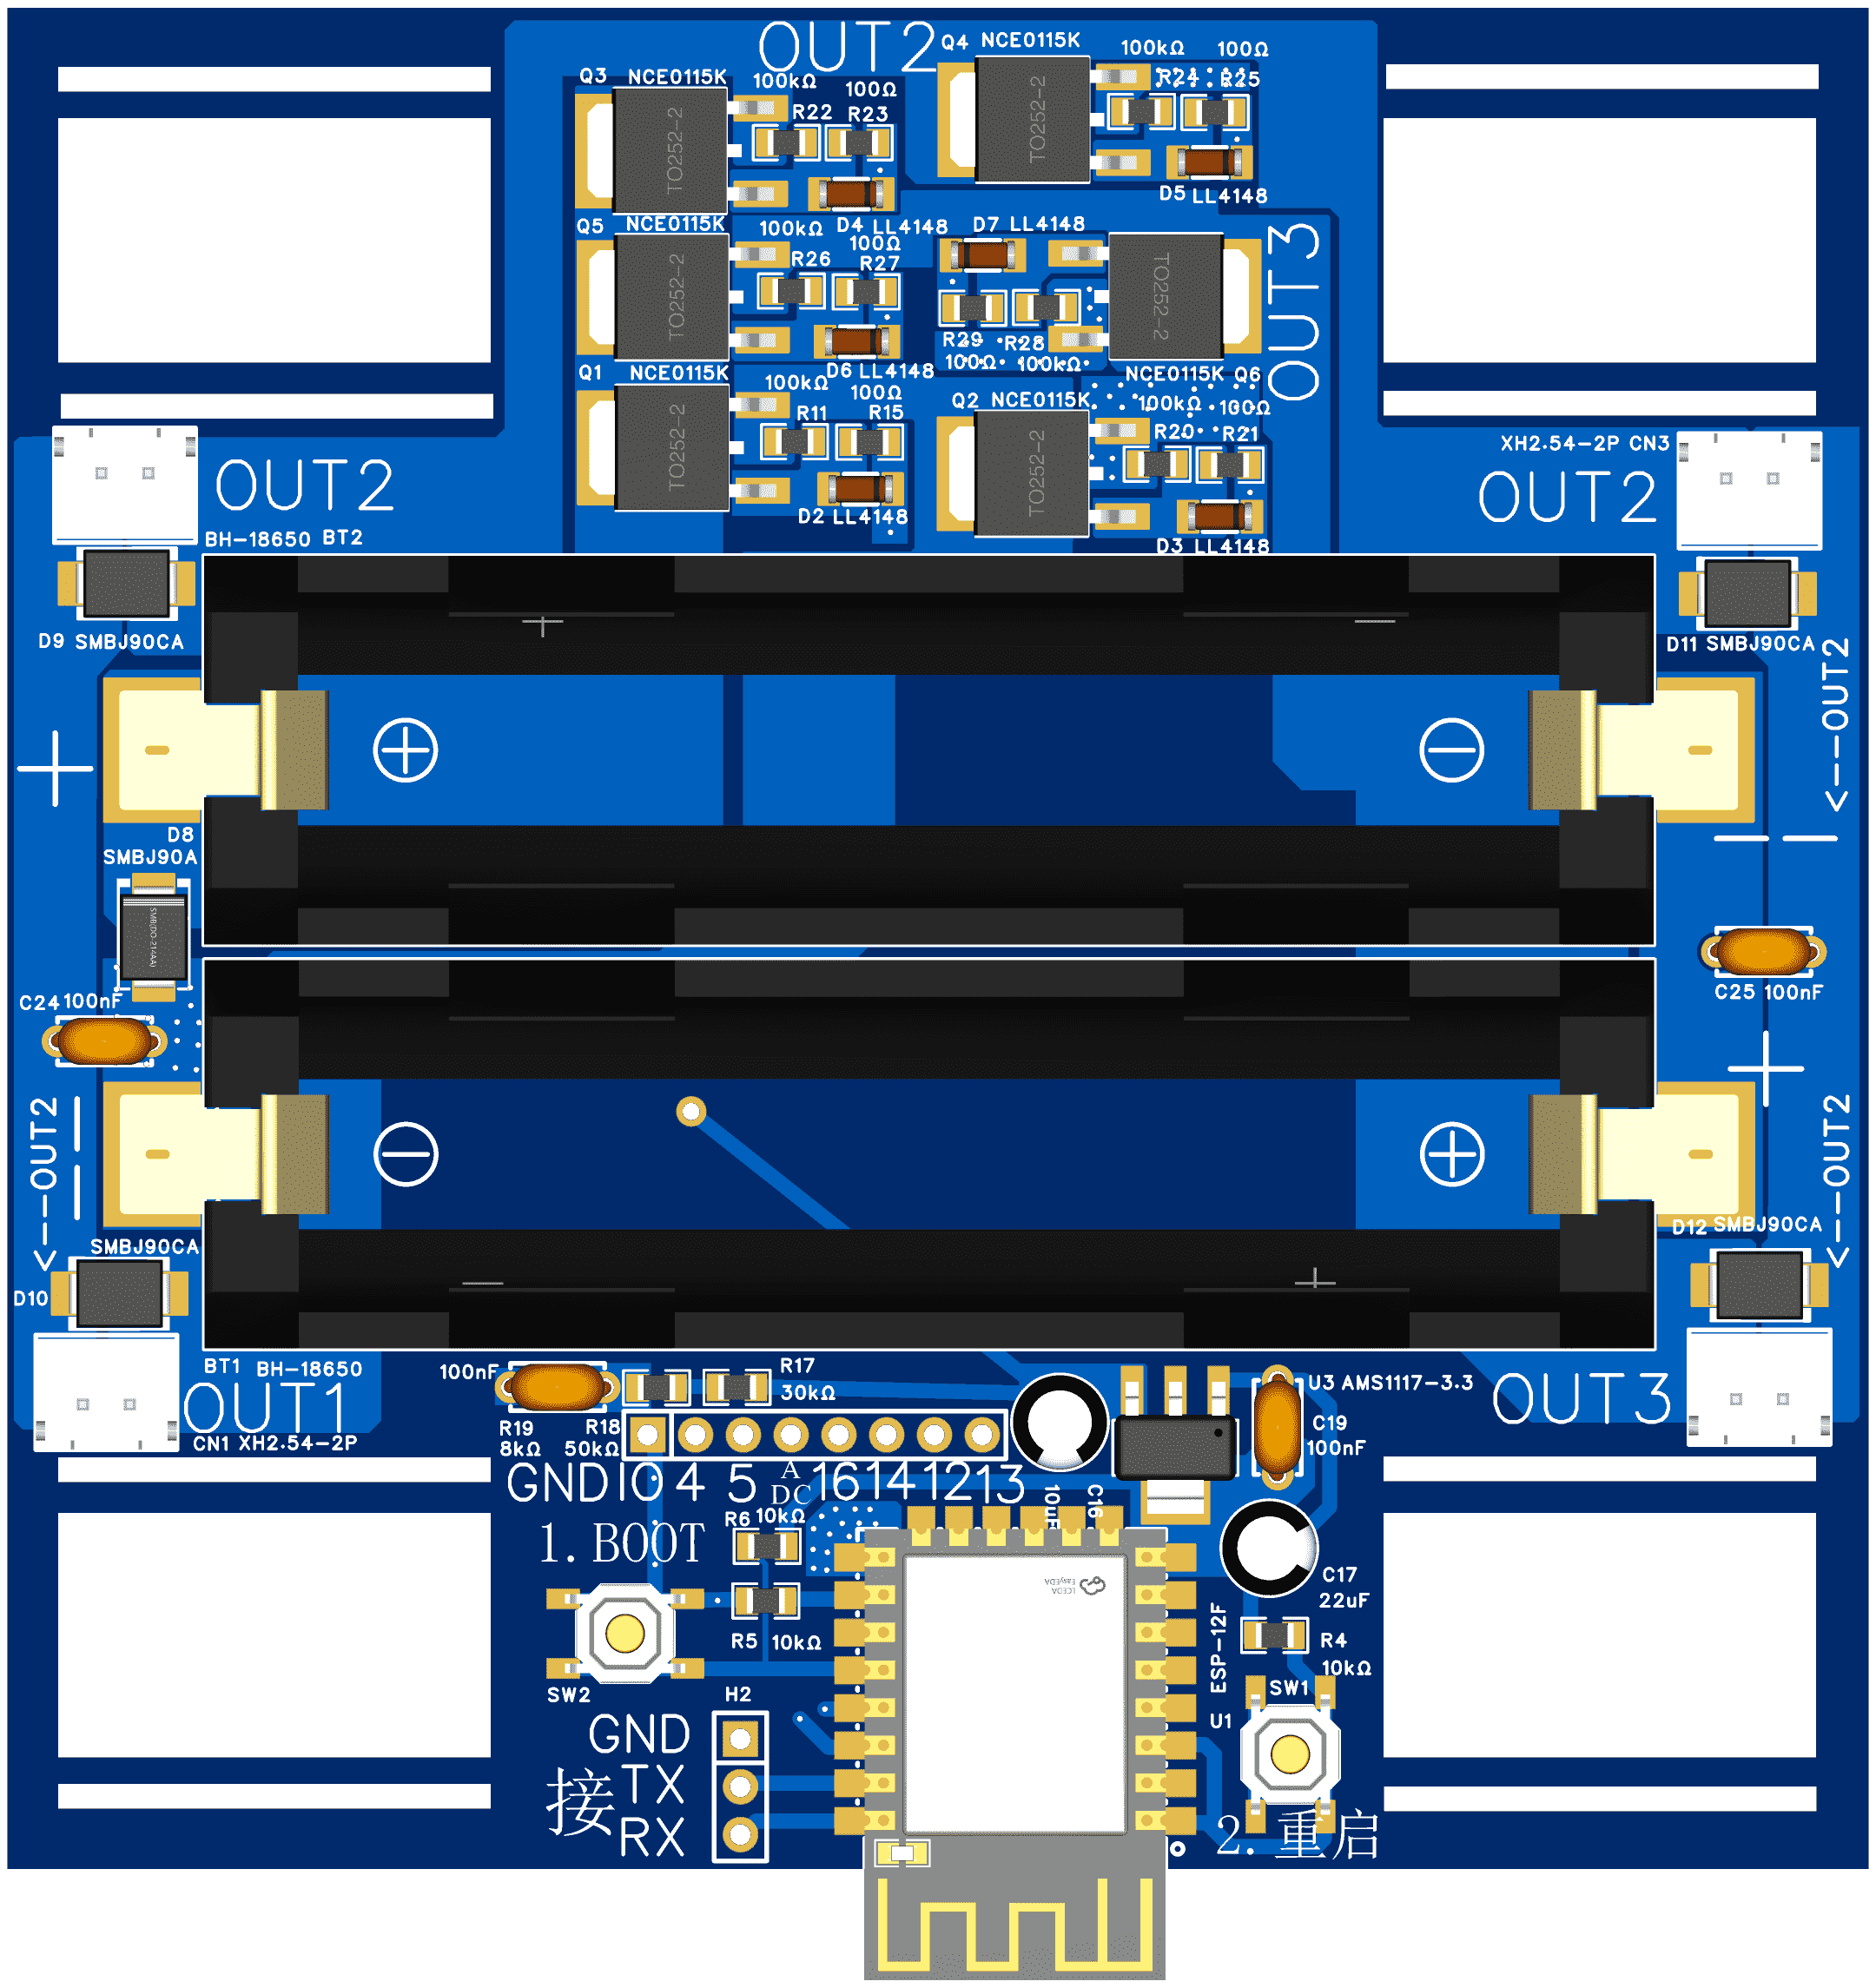 OUT2
Q4 NCE0115K 100kΩ 100Ω
R24 R25
Q3 NCE0115K 100kΩ 100Ω
R22 R23
TO252-2
TO252-2
D5 LL4148
Q5 NCE0115K 100kΩ
D4 LL4148
100Ω
D7 LL4148
R26 R27
TO252-2
TO252-2
OUT3
R29 R28
100Ω 100kΩ
D6 LL4148
Q1 NCE0115K 100kΩ
100Ω
NCE0115K Q6
Q2 NCE0115K 100kΩ 100Ω
R11 R15
R20 R21
TO252-2
TO252-2
D2 LL4148
D3 LL4148
OUT2
XH2.54-2P CN3
OUT2
BH-18650 BT2
D9 SMBJ90CA
D11 SMBJ90CA
<--OUT2
+ −
+
D8
SMBJ90A
SMB(DO-214AA)
C24 100nF
C25 100nF
+
<--OUT2
<--OUT2
− +
SMBJ90CA
D10
D12 SMBJ90CA
BT1 BH-18650
OUT1
CN1 XH2.54-2P
OUT3
100nF
R17
30kΩ
R19
8kΩ
R18
50kΩ
U3 AMS1117-3.3
C19
100nF
GND IO 4 5 ADC 16 14 12 13
10uF C16
R6 10kΩ
1. BOOT
LCEDA
EasyEDA
C17
22uF
R5 10kΩ
ESP-12F
R4
10kΩ
SW2
H2
SW1
U1
GND
接 TX
RX
2. 重启